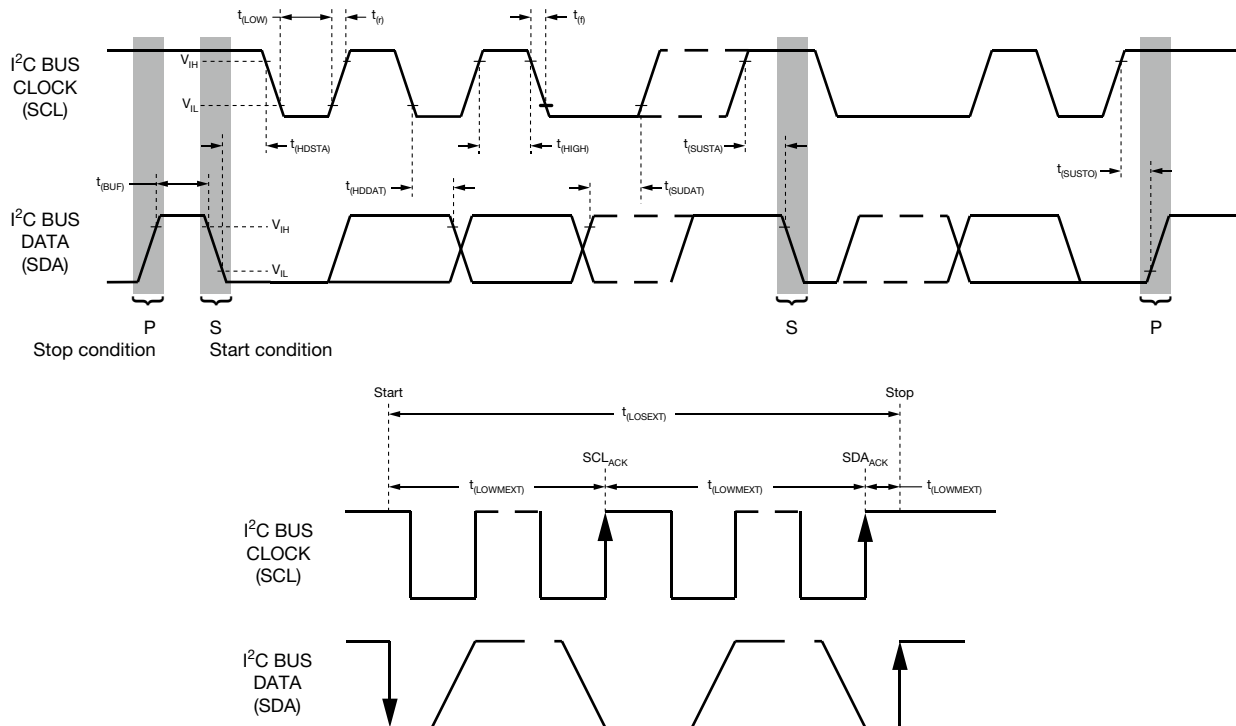 t(LOW) t(r) t(f)
I²C BUS
CLOCK
(SCL)
VIH
VIL
t(HDSTA) t(HIGH) t(SUSTA) t(SUSTO)
t(BUF) t(HDDAT) t(SUDAT)
I²C BUS
DATA
(SDA)
VIH
VIL
P S S P
Stop condition Start condition
Start Stop
t(LOSEXT)
SCLACK SDAACK
t(LOWMEXT) t(LOWMEXT) t(LOWMEXT)
I²C BUS
CLOCK
(SCL)
I²C BUS
DATA
(SDA)